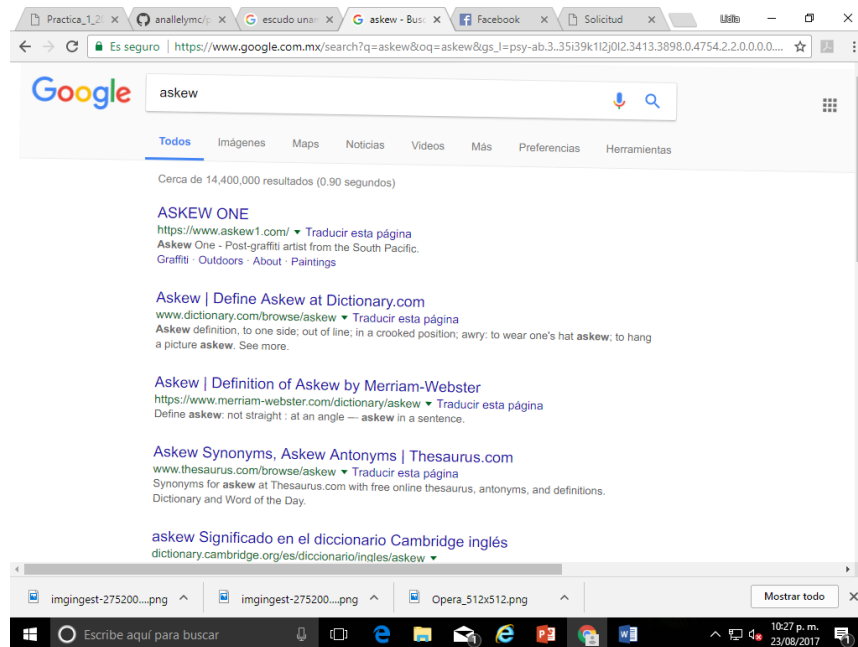 Practica_1_20
anallelymc/p
escudo unam
askew - Busc
Facebook
Solicitud
Es seguro | https://www.google.com.mx/search?q=askew&oq=askew&gs_l=psy-ab.3..35i39k1l2j0l2.3413.3898.0.4754.2.2.0.0.0.0....
Google
askew
Todos Imágenes Maps Noticias Videos Más Preferencias Herramientas
Cerca de 14,400,000 resultados (0.90 segundos)
ASKEW ONE
https://www.askew1.com/ ▼ Traducir esta página
Askew One - Post-graffiti artist from the South Pacific.
Graffiti · Outdoors · About · Paintings
Askew | Define Askew at Dictionary.com
www.dictionary.com/browse/askew ▼ Traducir esta página
Askew definition, to one side; out of line; in a crooked position; awry: to wear one's hat askew; to hang
a picture askew. See more.
Askew | Definition of Askew by Merriam-Webster
https://www.merriam-webster.com/dictionary/askew ▼ Traducir esta página
Define askew: not straight : at an angle —- askew in a sentence.
Askew Synonyms, Askew Antonyms | Thesaurus.com
www.thesaurus.com/browse/askew ▼ Traducir esta página
Synonyms for askew at Thesaurus.com with free online thesaurus, antonyms, and definitions.
Dictionary and Word of the Day.
askew Significado en el diccionario Cambridge inglés
dictionary.cambridge.org/es/diccionario/ingles/askew ▼
imgingest-275200....png
imgingest-275200....png
Opera_512x512.png
Mostrar todo
Escribe aquí para buscar
10:27 p. m.
23/08/2017